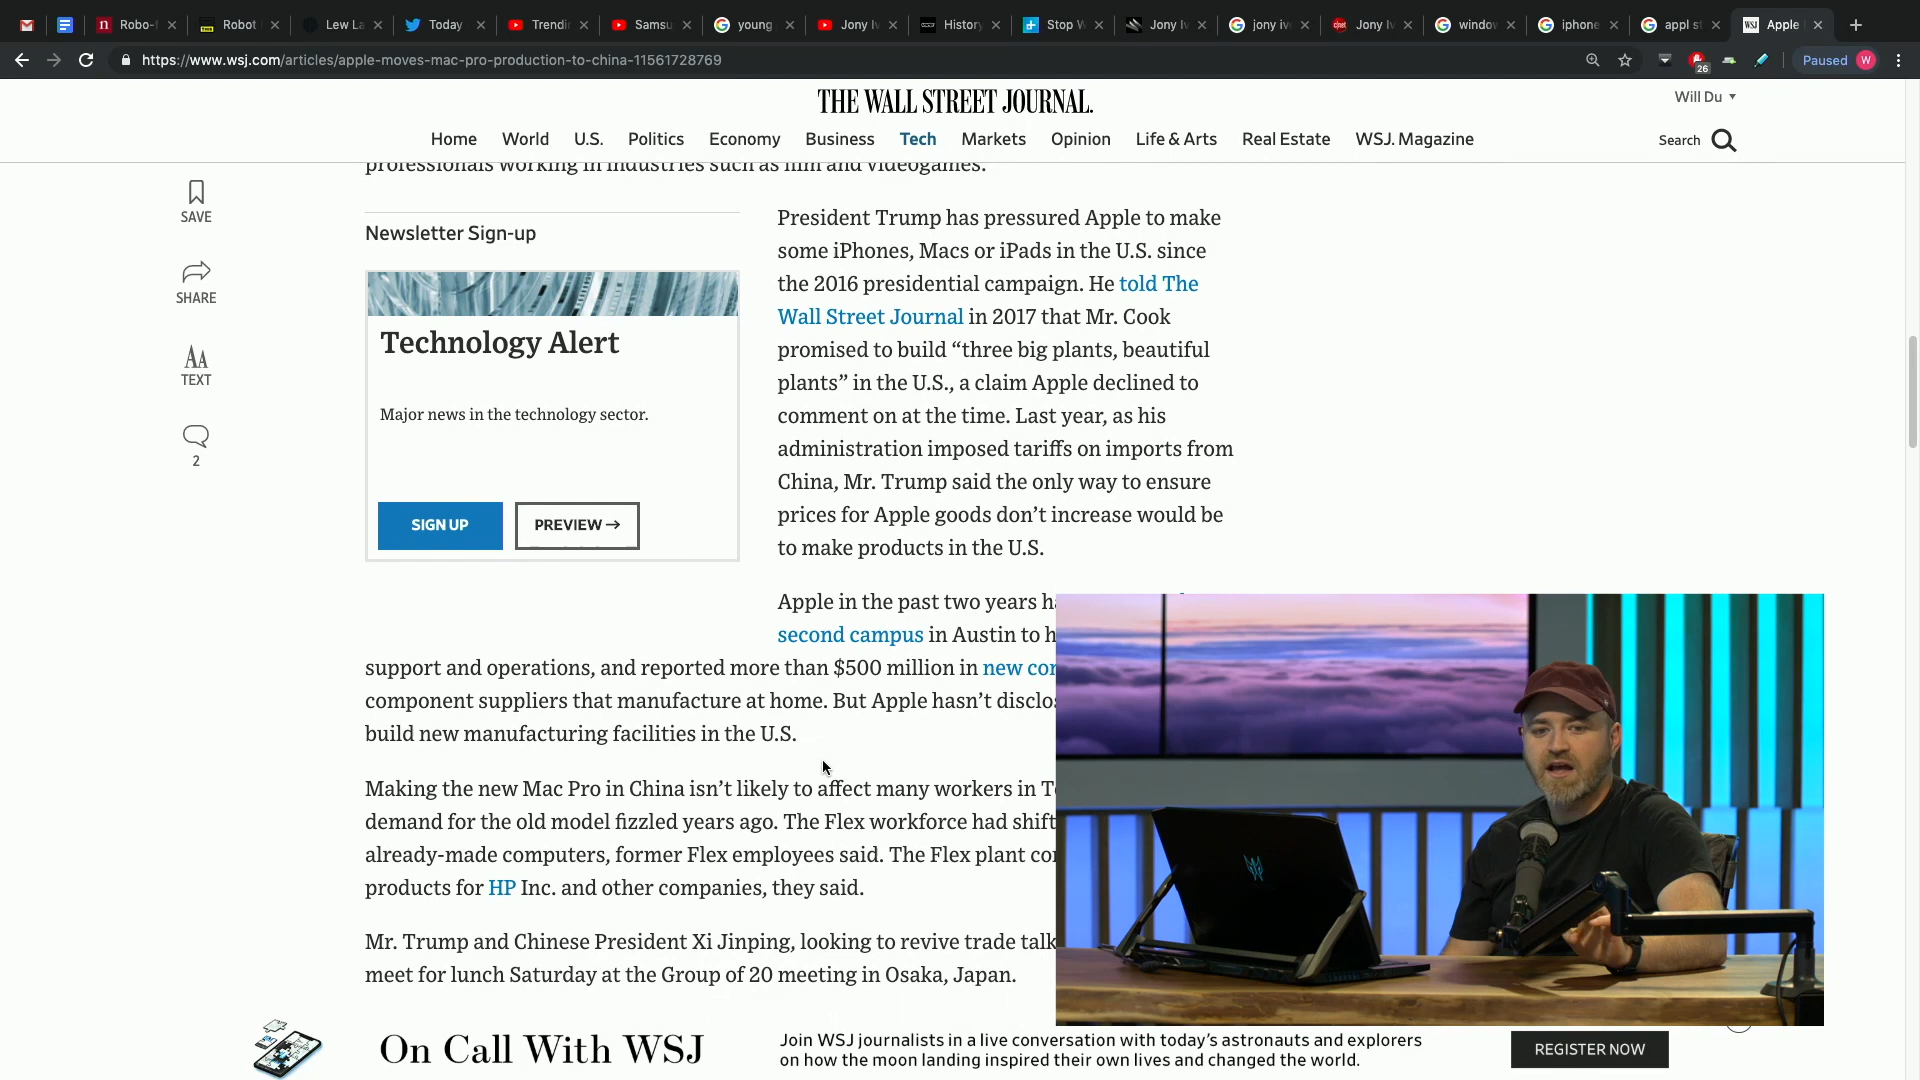 Robo-
Robot
Lew La
Today
Trendi
Samsu
young
Jony Iv
History
Stop W
Jony Iv
jony iv
Jony Iv
window
iphone
appl st
WSJ
Apple
https://www.wsj.com/articles/apple-moves-mac-pro-production-to-china-11561728769
26
Paused
W
THE WALL STREET JOURNAL.
Will Du
Home World U.S. Politics Economy Business Tech Markets Opinion Life & Arts Real Estate WSJ. Magazine
Search
SAVE
SHARE
AA
TEXT
2
professionals working in industries such as film and videogames.
Newsletter Sign-up
Technology Alert
Major news in the technology sector.
SIGN UP
PREVIEW →
President Trump has pressured Apple to make
some iPhones, Macs or iPads in the U.S. since
the 2016 presidential campaign. He told The
Wall Street Journal in 2017 that Mr. Cook
promised to build “three big plants, beautiful
plants” in the U.S., a claim Apple declined to
comment on at the time. Last year, as his
administration imposed tariffs on imports from
China, Mr. Trump said the only way to ensure
prices for Apple goods don’t increase would be
to make products in the U.S.
Apple in the past two years ha
second campus in Austin to h
support and operations, and reported more than $500 million in new con
component suppliers that manufacture at home. But Apple hasn’t disclos
build new manufacturing facilities in the U.S.
Making the new Mac Pro in China isn’t likely to affect many workers in Te
demand for the old model fizzled years ago. The Flex workforce had shift
already-made computers, former Flex employees said. The Flex plant con
products for HP Inc. and other companies, they said.
Mr. Trump and Chinese President Xi Jinping, looking to revive trade talk
meet for lunch Saturday at the Group of 20 meeting in Osaka, Japan.
On Call With WSJ
Join WSJ journalists in a live conversation with today’s astronauts and explorers
on how the moon landing inspired their own lives and changed the world.
REGISTER NOW